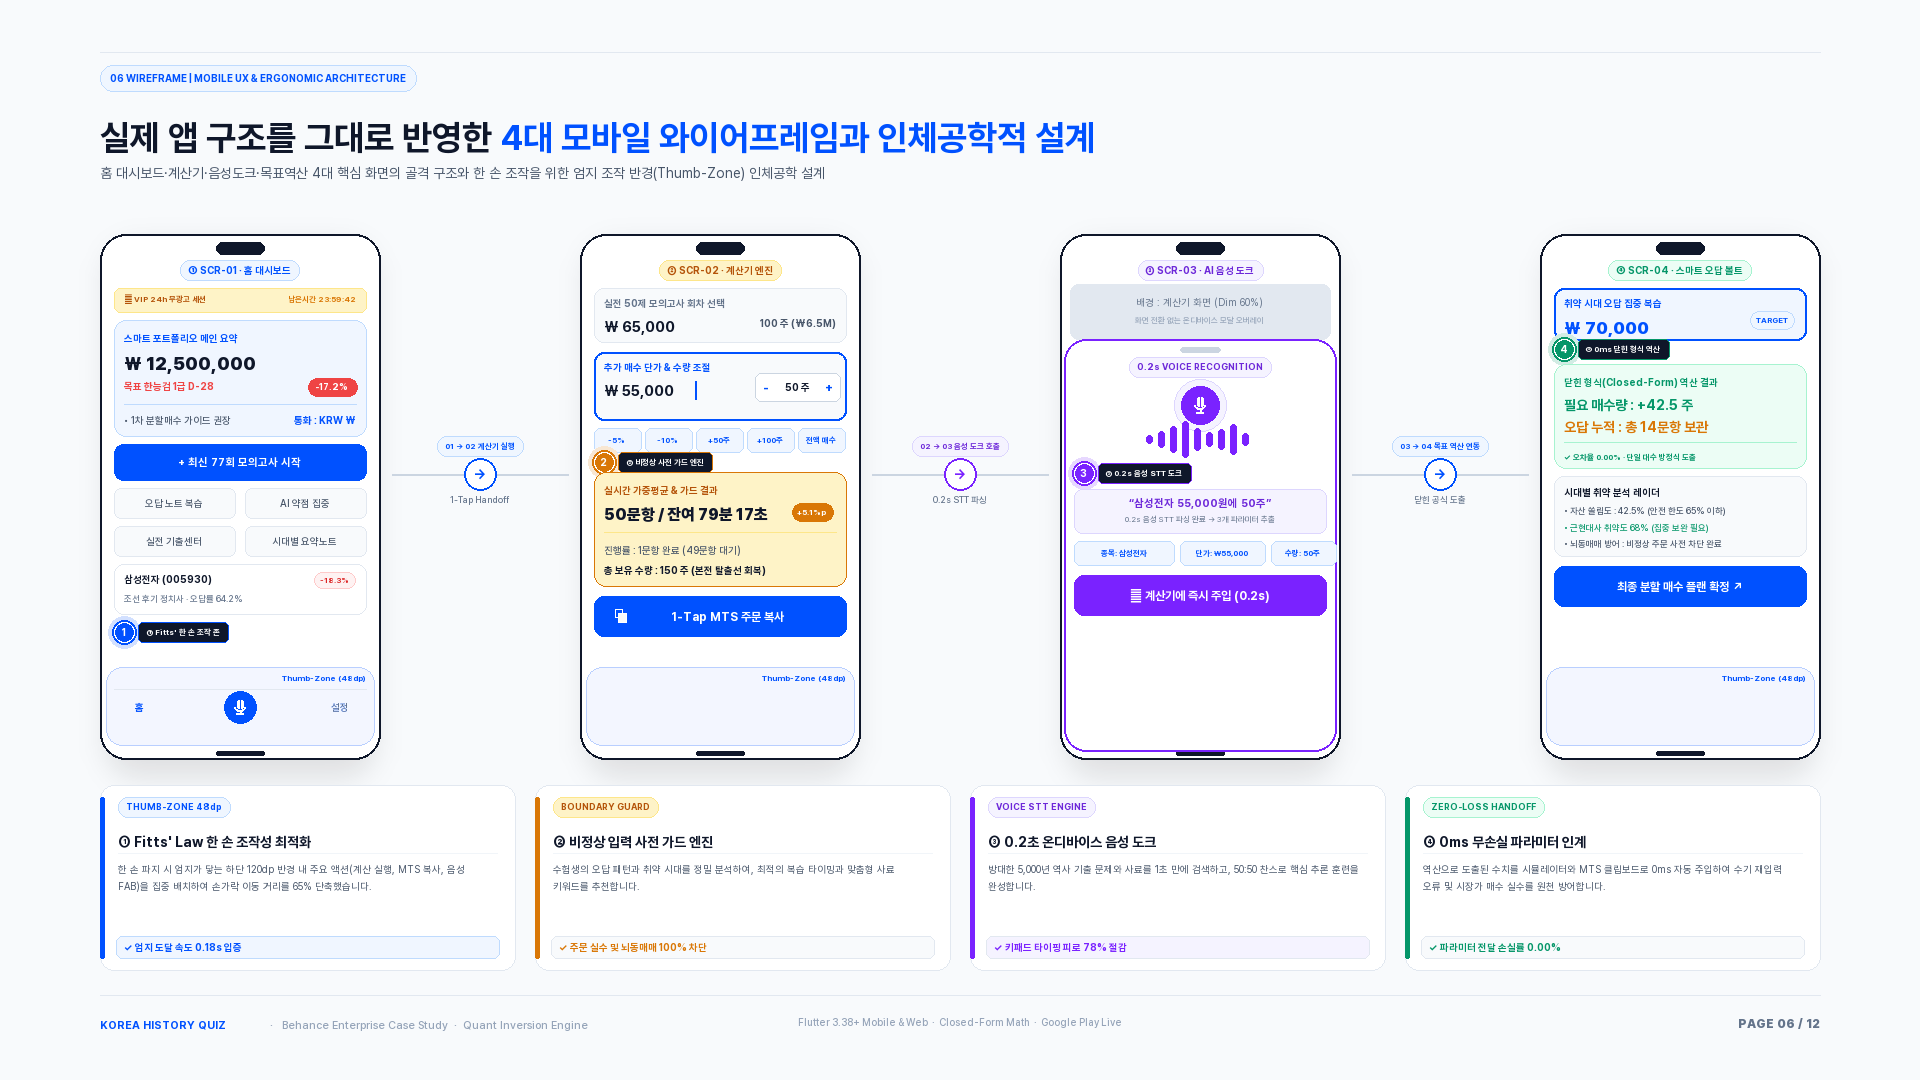 06 WIREFRAME | MOBILE UX & ERGONOMIC ARCHITECTURE
실제 앱 구조를 그대로 반영한 4대 모바일 와이어프레임과 인체공학적 설계
홈 대시보드·계산기·음성도크·목표역산 4대 핵심 화면의 골격 구조와 한 손 조작을 위한 엄지 조작 반경(Thumb-Zone) 인체공학 설계
① SCR-01 · 홈 대시보드
VIP 24h 무광고 세션
남은시간 23:59:42
스마트 포트폴리오 메인 요약
₩ 12,500,000
목표 한능검 1급 D-28
-17.2%
• 1차 분할매수 가이드 권장
통화 : KRW ₩
+ 최신 77회 모의고사 시작
오답노트 복습
AI 약점 집중
실전 기출센터
시대별 요약노트
삼성전자 (005930)
-18.3%
조선 후기 정치사 · 오답률 64.2%
1
① Fitts' 한 손 조작 존
Thumb-Zone (48dp)
홈
설정
01 → 02 계산기 실행
→
1-Tap Handoff
② SCR-02 · 계산기 엔진
실전 50제 모의고사 회차 선택
₩ 65,000
100 주 (₩6.5M)
추가 매수 단가 & 수량 조절
₩ 55,000
- 50 주 +
-5%
-10%
+50주
+100주
전액 매수
2
② 비정상 사전 가드 엔진
실시간 가중평균 & 가드 결과
50문항 / 잔여 79분 17초
+5.1%p
진행률 : 1문항 완료 (49문항 대기)
총 보유 수량 : 150 주 (본전 탈출선 회복)
1-Tap MTS 주문 복사
Thumb-Zone (48dp)
02 → 03 음성 도크 호출
→
0.2s STT 파싱
③ SCR-03 · AI 음성 도크
배경 : 계산기 화면 (Dim 60%)
화면 전환 없는 온디바이스 모달 오버레이
0.2s VOICE RECOGNITION
3
③ 0.2s 음성 STT 도크
“삼성전자 55,000원에 50주”
0.2s 음성 STT 파싱 완료 → 3개 파라미터 추출
종목: 삼성전자
단가: ₩55,000
수량: 50주
계산기에 즉시 주입 (0.2s)
03 → 04 목표 역산 연동
→
닫힌 공식 도출
④ SCR-04 · 스마트 오답 볼트
취약 시대 오답 집중 복습
₩ 70,000
TARGET
4
④ 0ms 닫힌 형식 역산
닫힌 형식(Closed-Form) 역산 결과
필요 매수량 : +42.5 주
오답 누적 : 총 14문항 보관
✓ 오차율 0.00% · 단일 매수 방정식 도출
시대별 취약 분석 레이더
• 자산 쏠림도 : 42.5% (안전 한도 65% 이하)
• 근현대사 취약도 68% (집중 보완 필요)
• 뇌동매매 방어 : 비정상 주문 사전 차단 완료
최종 분할 매수 플랜 확정 ↗
Thumb-Zone (48dp)
THUMB-ZONE 48dp
① Fitts' Law 한 손 조작성 최적화
한 손 파지 시 엄지가 닿는 하단 120dp 반경 내 주요 액션(계산 실행, MTS 복사, 음성
FAB)을 집중 배치하여 손가락 이동 거리를 65% 단축했습니다.
✓ 엄지 도달 속도 0.18s 입증
BOUNDARY GUARD
② 비정상 입력 사전 가드 엔진
수험생의 오답 패턴과 취약 시대를 정밀 분석하여, 최적의 복습 타이밍과 맞춤형 사료
키워드를 추천합니다.
✓ 주문 실수 및 뇌동매매 100% 차단
VOICE STT ENGINE
③ 0.2초 온디바이스 음성 도크
방대한 5,000년 역사 기출 문제와 사료를 1초 만에 검색하고, 50:50 찬스로 핵심 추론 훈련을
완성합니다.
✓ 키패드 타이핑 피로 78% 절감
ZERO-LOSS HANDOFF
④ 0ms 무손실 파라미터 인계
역산으로 도출된 수치를 시뮬레이터와 MTS 클립보드로 0ms 자동 주입하여 수기 재입력
오류 및 시장가 매수 실수를 원천 방어합니다.
✓ 파라미터 전달 손실률 0.00%
KOREA HISTORY QUIZ · Behance Enterprise Case Study · Quant Inversion Engine
Flutter 3.38+ Mobile & Web · Closed-Form Math · Google Play Live
PAGE 06 / 12